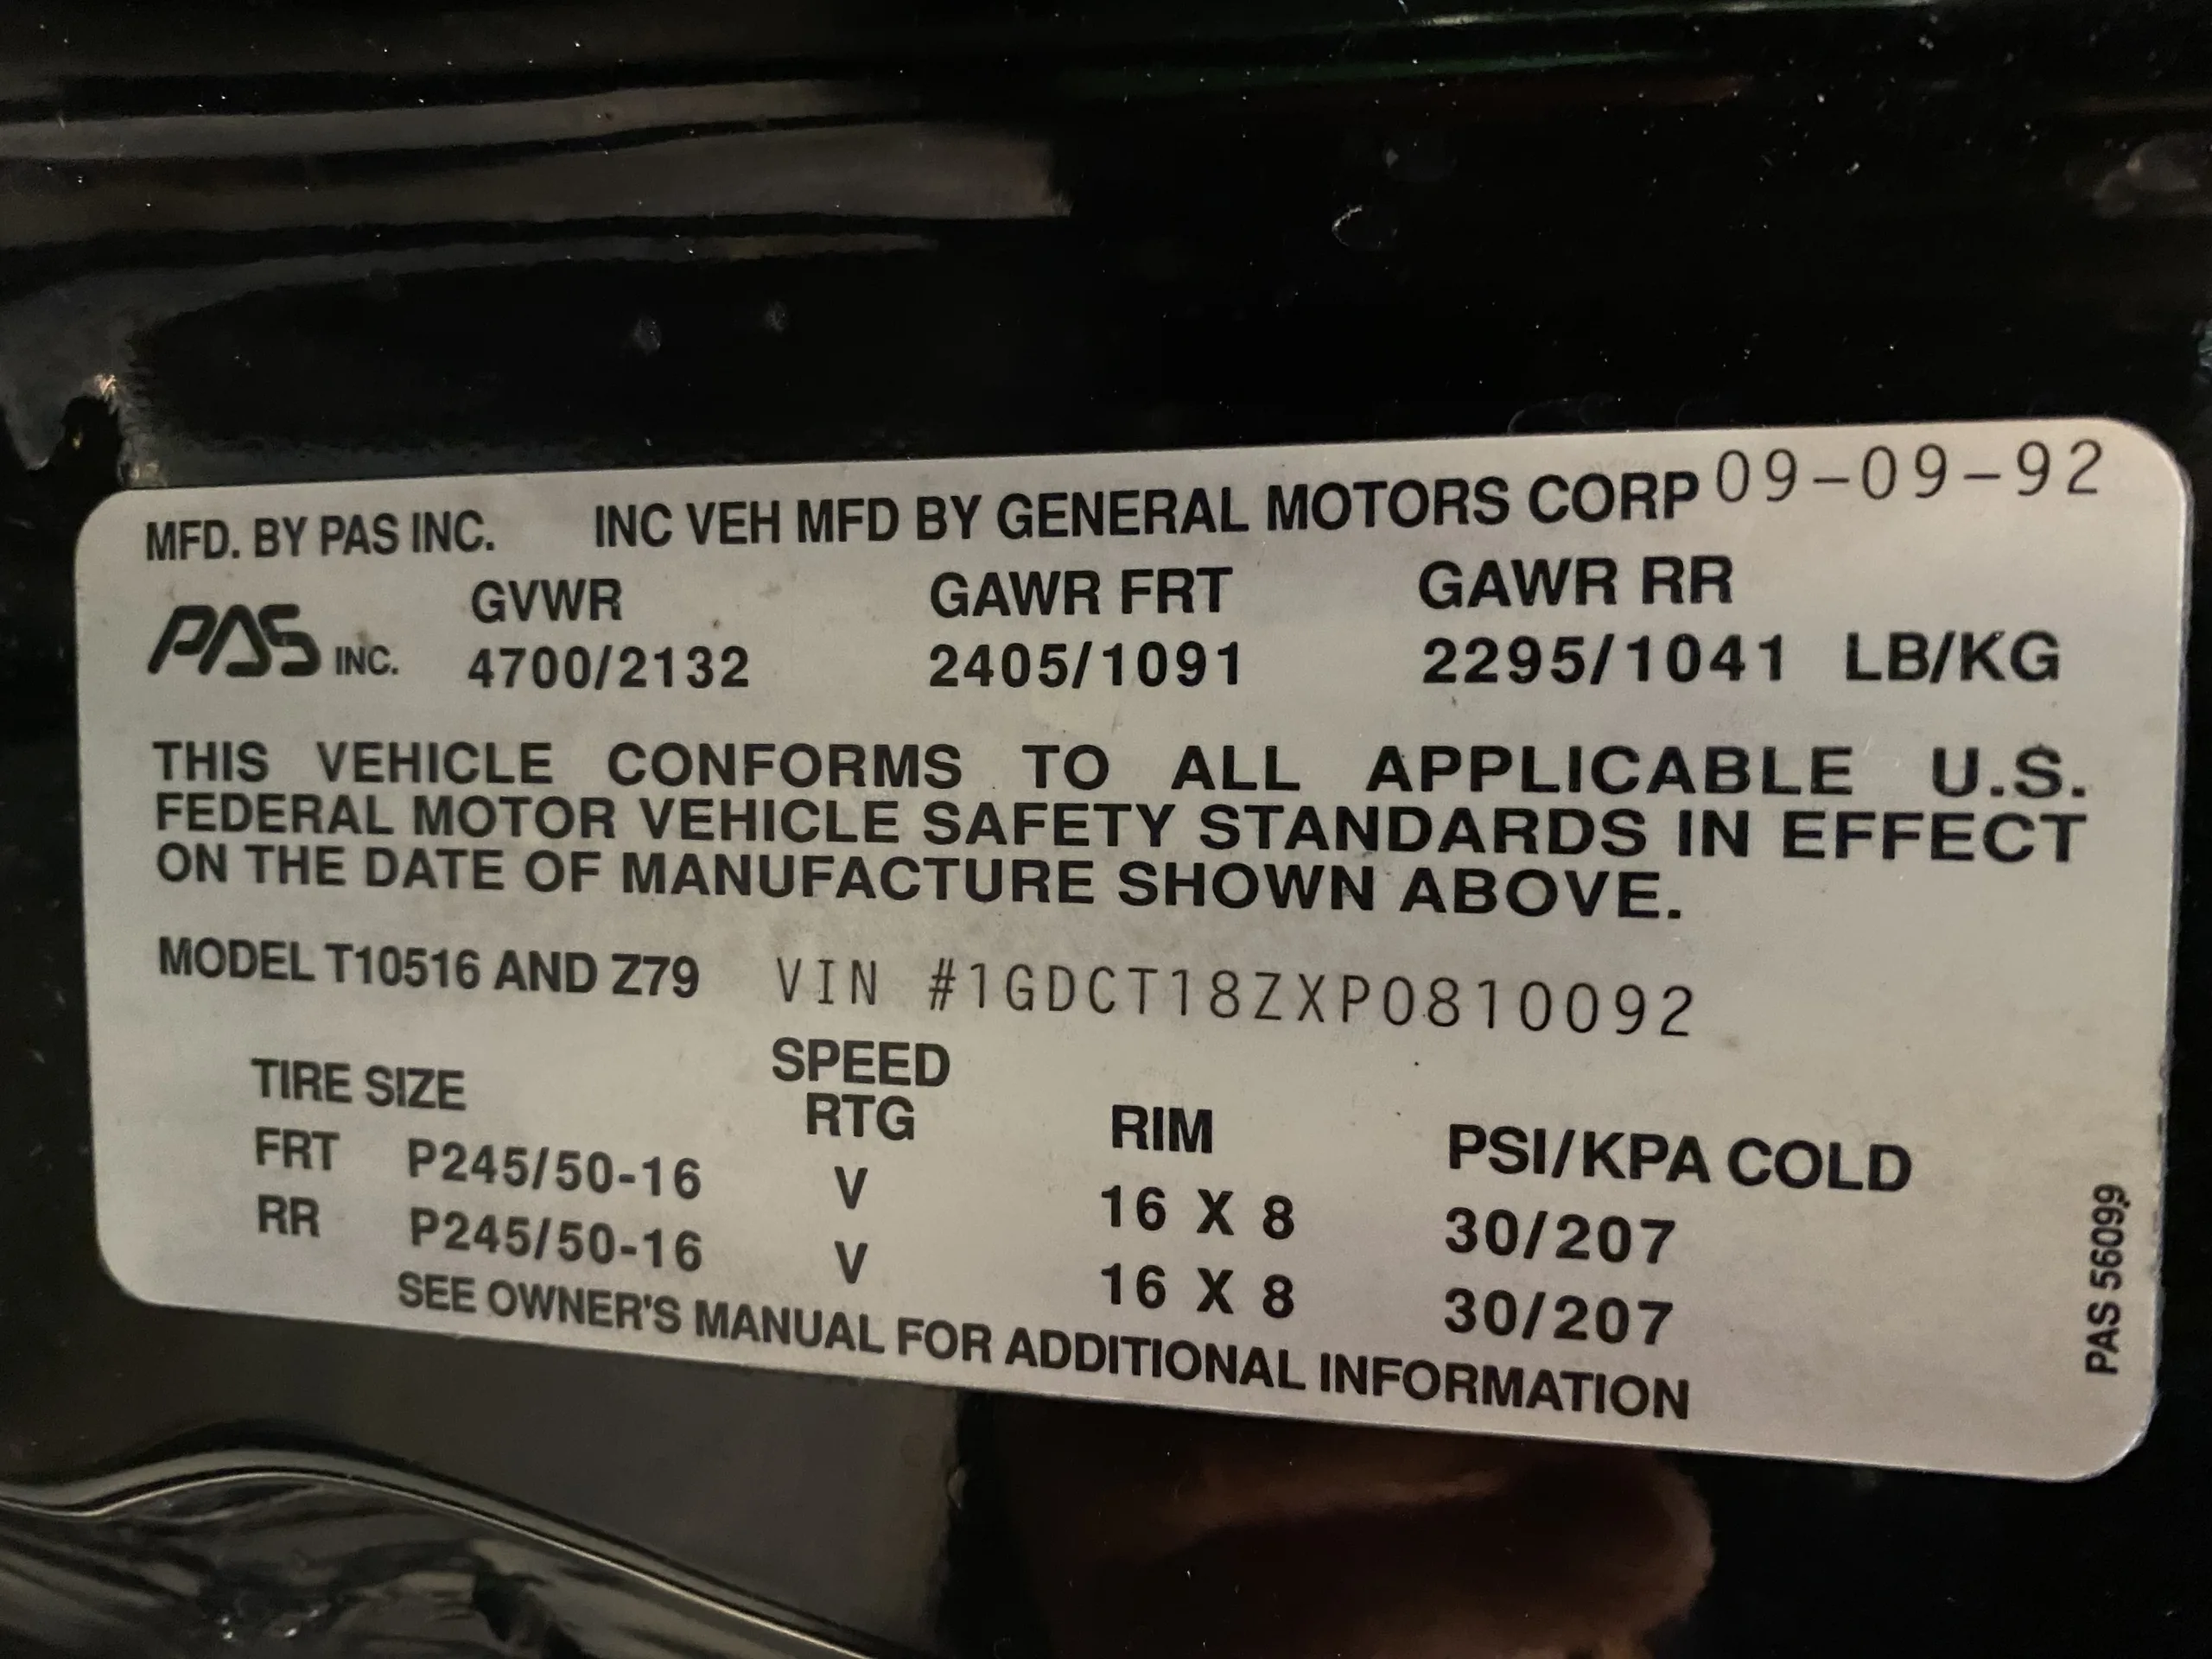 MFD. BY PAS INC. INC VEH MFD BY GENERAL MOTORS CORP 09-09-92
GVWR GAWR FRT GAWR RR
PAS INC. 4700/2132 2405/1091 2295/1041 LB/KG
THIS VEHICLE CONFORMS TO ALL APPLICABLE U.S.
FEDERAL MOTOR VEHICLE SAFETY STANDARDS IN EFFECT
ON THE DATE OF MANUFACTURE SHOWN ABOVE.
MODEL T10516 AND Z79 VIN #1GDCT18ZXP0810092
TIRE SIZE SPEED RTG RIM PSI/KPA COLD
FRT P245/50-16 V 16 X 8 30/207
RR P245/50-16 V 16 X 8 30/207
SEE OWNER'S MANUAL FOR ADDITIONAL INFORMATION
PAS 56099